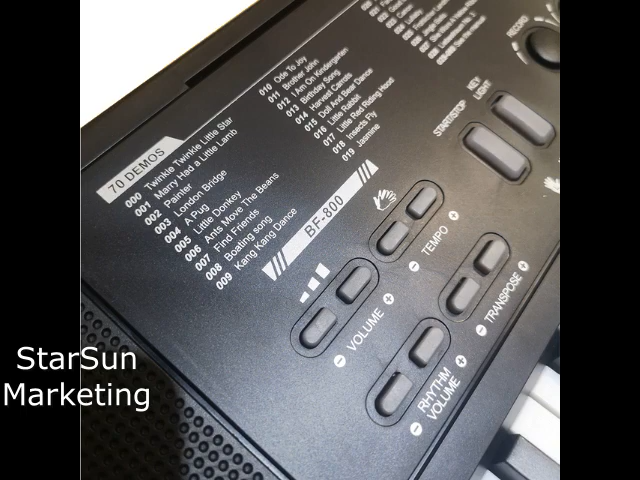 70 DEMOS
000 Twinkle Twinkle Little Star
001 Marry Had a Little Lamb
002 Painter
003 London Bridge
004 A Pug
005 Little Donkey
006 Ants Move The Beans
007 Find Friends
008 Boating song
009 Kang Kang Dance
010 Ode To Joy
011 Brother John
012 I Am On Kindergarten
013 Birthday Song
014 Harvest Carrots
015 Doll And Bear Dance
016 Little Rabbit
017 Little Red Riding Hood
018 Insects Fly
019 Jasmine
BF-800
RECORD
KEY
LIGHT
START/STOP
TEMPO
VOLUME
TRANSPOSE
RHYTHM
VOLUME
StarSun
Marketing